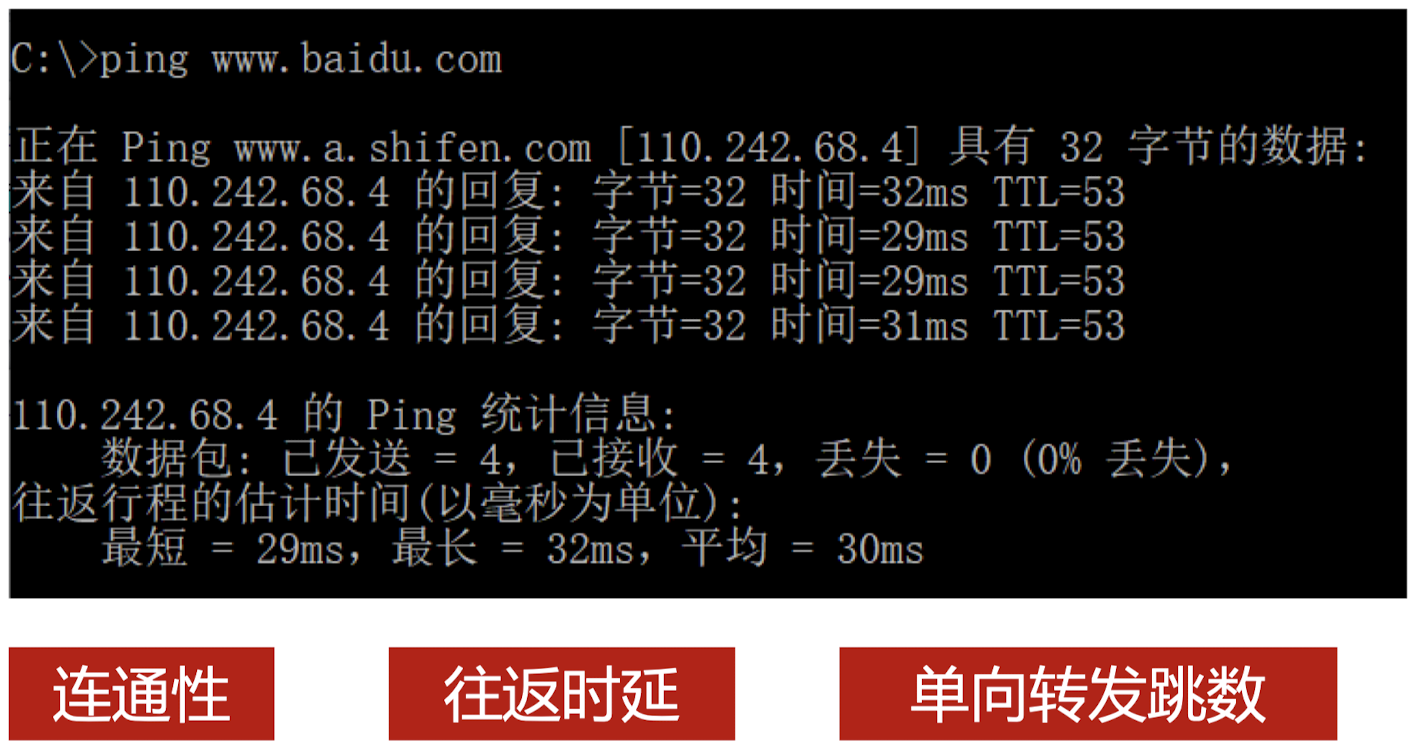 C:\>ping www.baidu.com
正在 Ping www.a.shifen.com [110.242.68.4] 具有 32 字节的数据:
来自 110.242.68.4 的回复: 字节=32 时间=32ms TTL=53
来自 110.242.68.4 的回复: 字节=32 时间=29ms TTL=53
来自 110.242.68.4 的回复: 字节=32 时间=29ms TTL=53
来自 110.242.68.4 的回复: 字节=32 时间=31ms TTL=53
110.242.68.4 的 Ping 统计信息:
数据包: 已发送 = 4，已接收 = 4，丢失 = 0 (0% 丢失)，
往返行程的估计时间(以毫秒为单位):
最短 = 29ms，最长 = 32ms，平均 = 30ms
连通性 往返时延 单向转发跳数